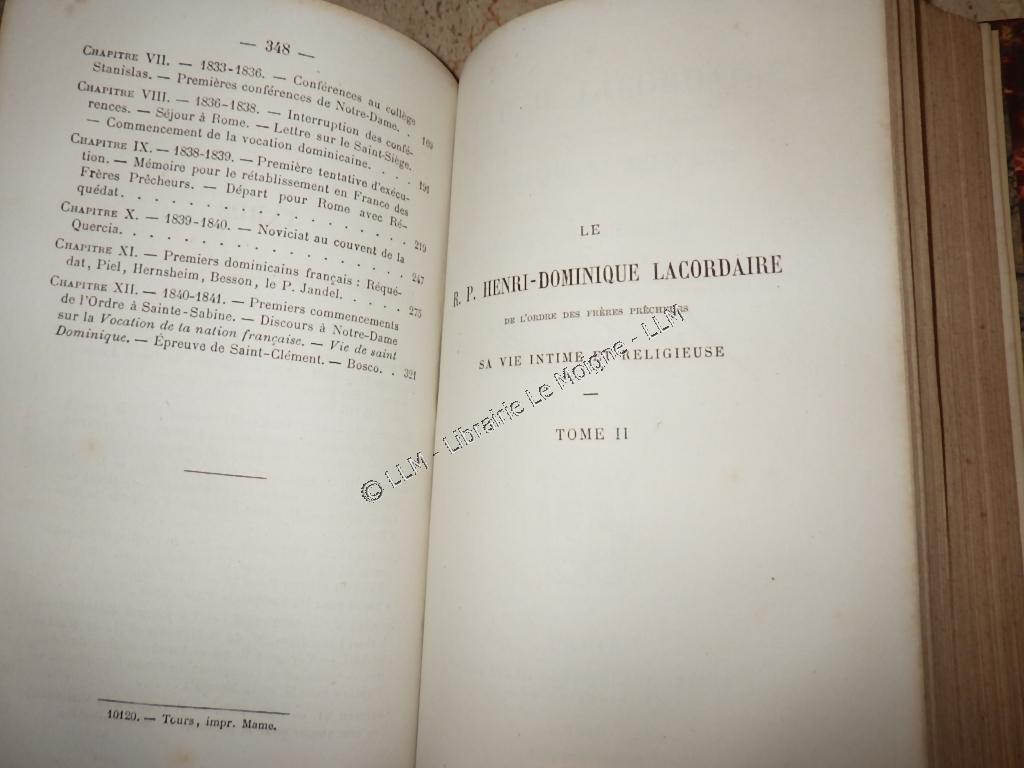 — 348 —
CHAPITRE VII. — 1833-1836. — Conférences au collège
Stanislas. — Premières conférences de Notre-Dame. . 169
CHAPITRE VIII. — 1836-1838. — Interruption des confé-
rences. — Séjour à Rome. — Lettre sur le Saint-Siège.
— Commencement de la vocation dominicaine. . . . 191
CHAPITRE IX. — 1838-1839. — Première tentative d'exécu-
tion. — Mémoire pour le rétablissement en France des
Frères Prêcheurs. — Départ pour Rome avec Ré-
quédat. . . . . . . . . . . . . . . . 219
CHAPITRE X. — 1839-1840. — Noviciat au couvent de la
Quercia. . . . . . . . . . . . . . . . 247
CHAPITRE XI. — Premiers dominicains français : Réqué-
dat, Piel, Hernsheim, Besson, le P. Jandel. . . . . 275
CHAPITRE XII. — 1840-1841. — Premiers commencements
de l'Ordre à Sainte-Sabine. — Discours à Notre-Dame
sur la Vocation de la nation française. — Vie de saint
Dominique. — Épreuve de Saint-Clément. — Bosco. . 321
10120. — Tours, impr. Mame.
LE
R. P. HENRI-DOMINIQUE LACORDAIRE
DE L'ORDRE DES FRÈRES PRÊCHEURS
SA VIE INTIME ET RELIGIEUSE
—
TOME II
© LLM - Librairie Le Moigne - LLM